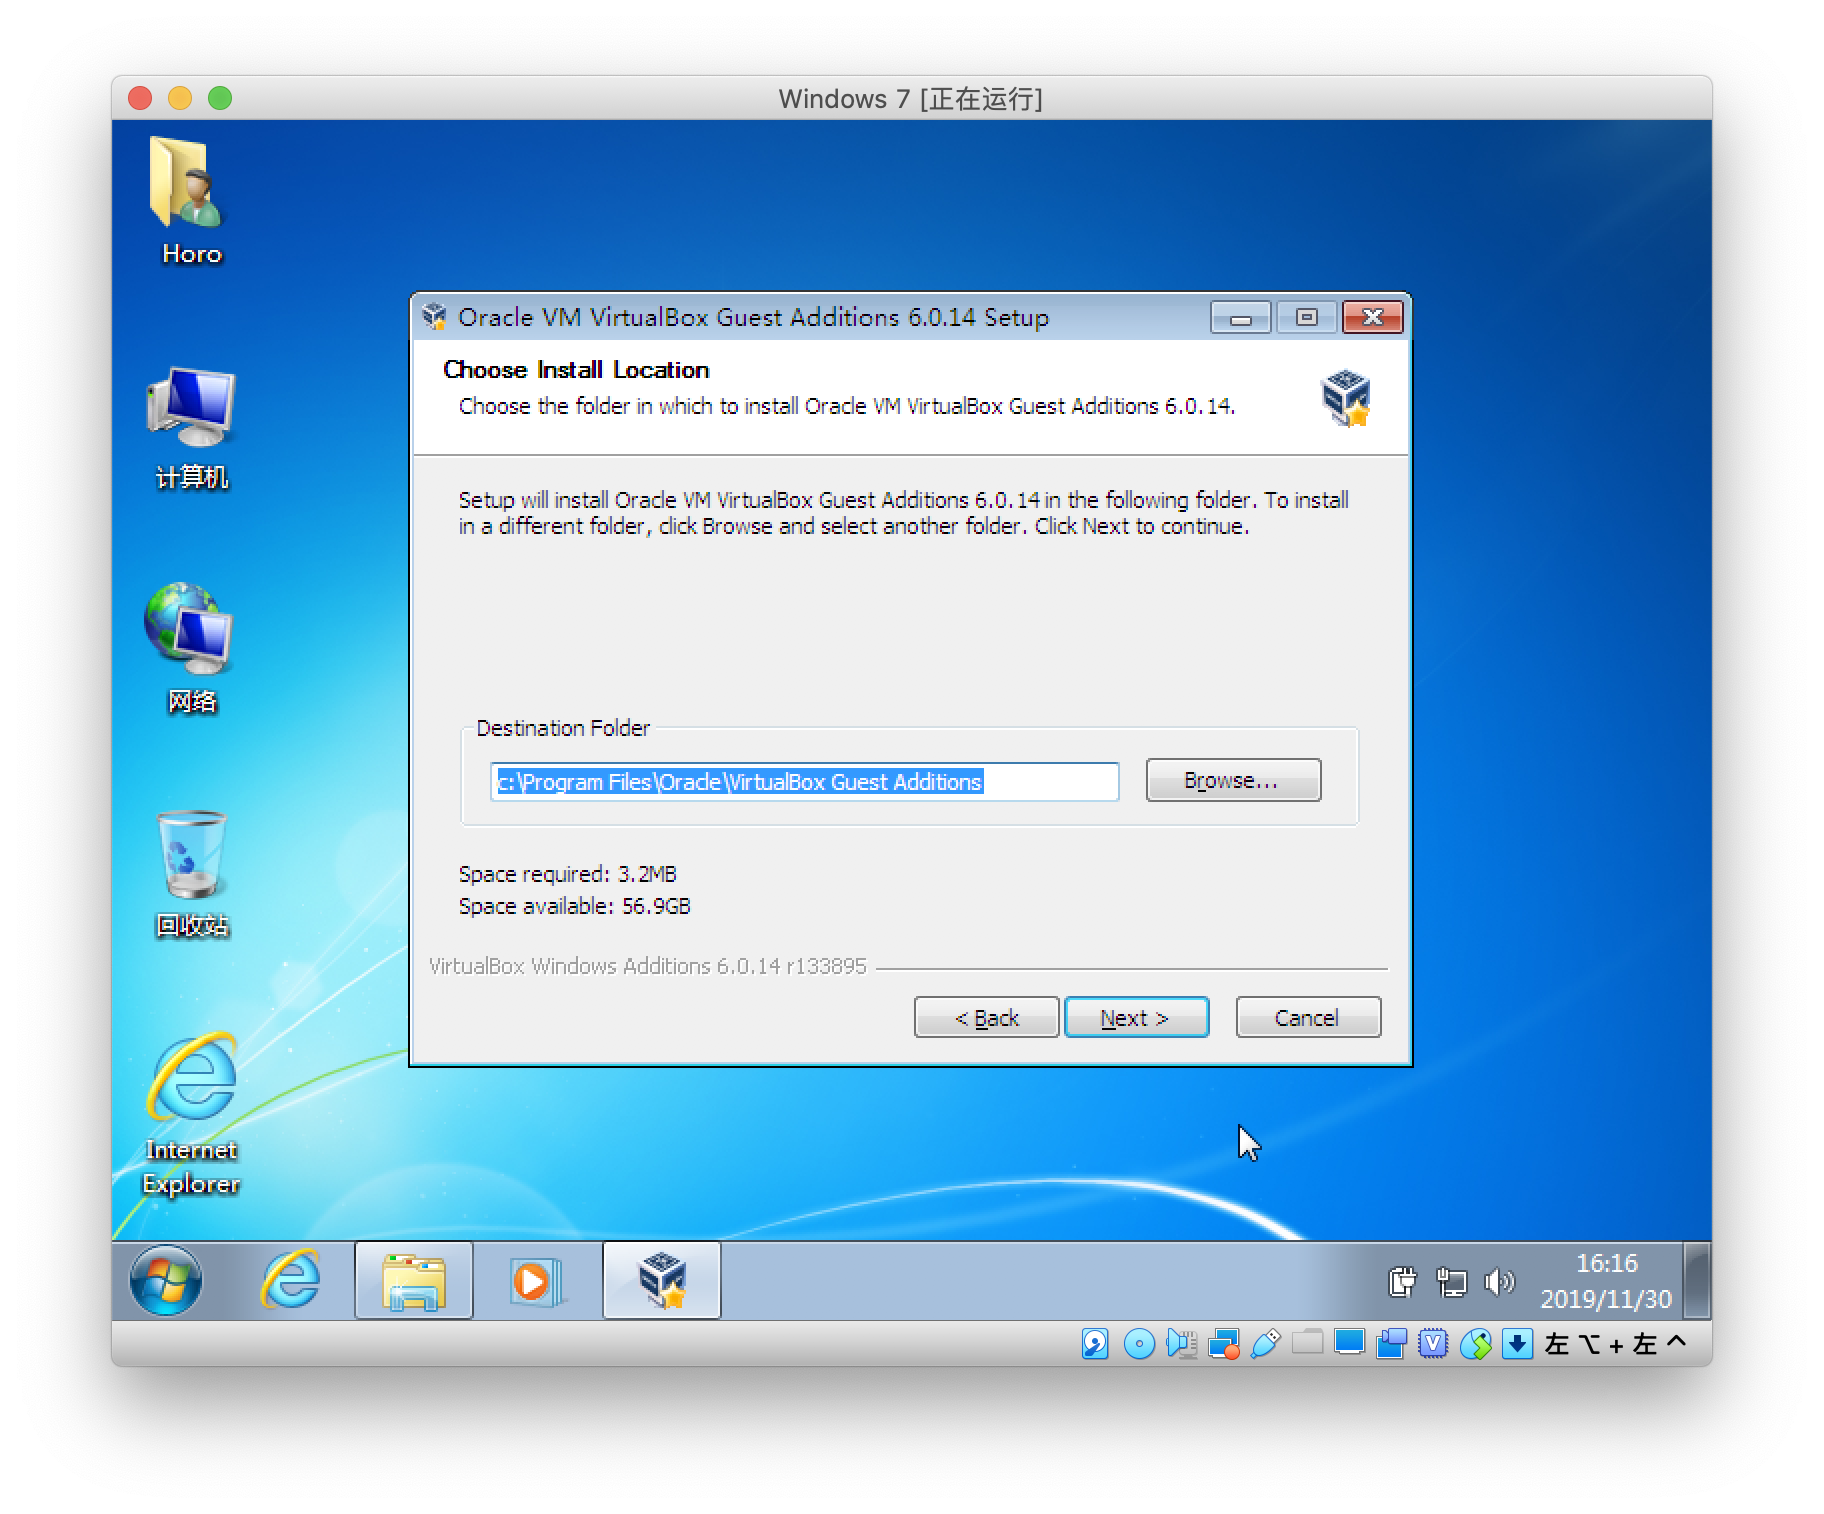 Windows 7 [正在运行]
Horo
计算机
网络
回收站
Internet
Explorer
Oracle VM VirtualBox Guest Additions 6.0.14 Setup
Choose Install Location
Choose the folder in which to install Oracle VM VirtualBox Guest Additions 6.0.14.
Setup will install Oracle VM VirtualBox Guest Additions 6.0.14 in the following folder. To install
in a different folder, click Browse and select another folder. Click Next to continue.
Destination Folder
c:\Program Files\Oracle\VirtualBox Guest Additions
Browse...
Space required: 3.2MB
Space available: 56.9GB
VirtualBox Windows Additions 6.0.14 r133895
< Back
Next >
Cancel
16:16
2019/11/30
左 ⌥ + 左 ^